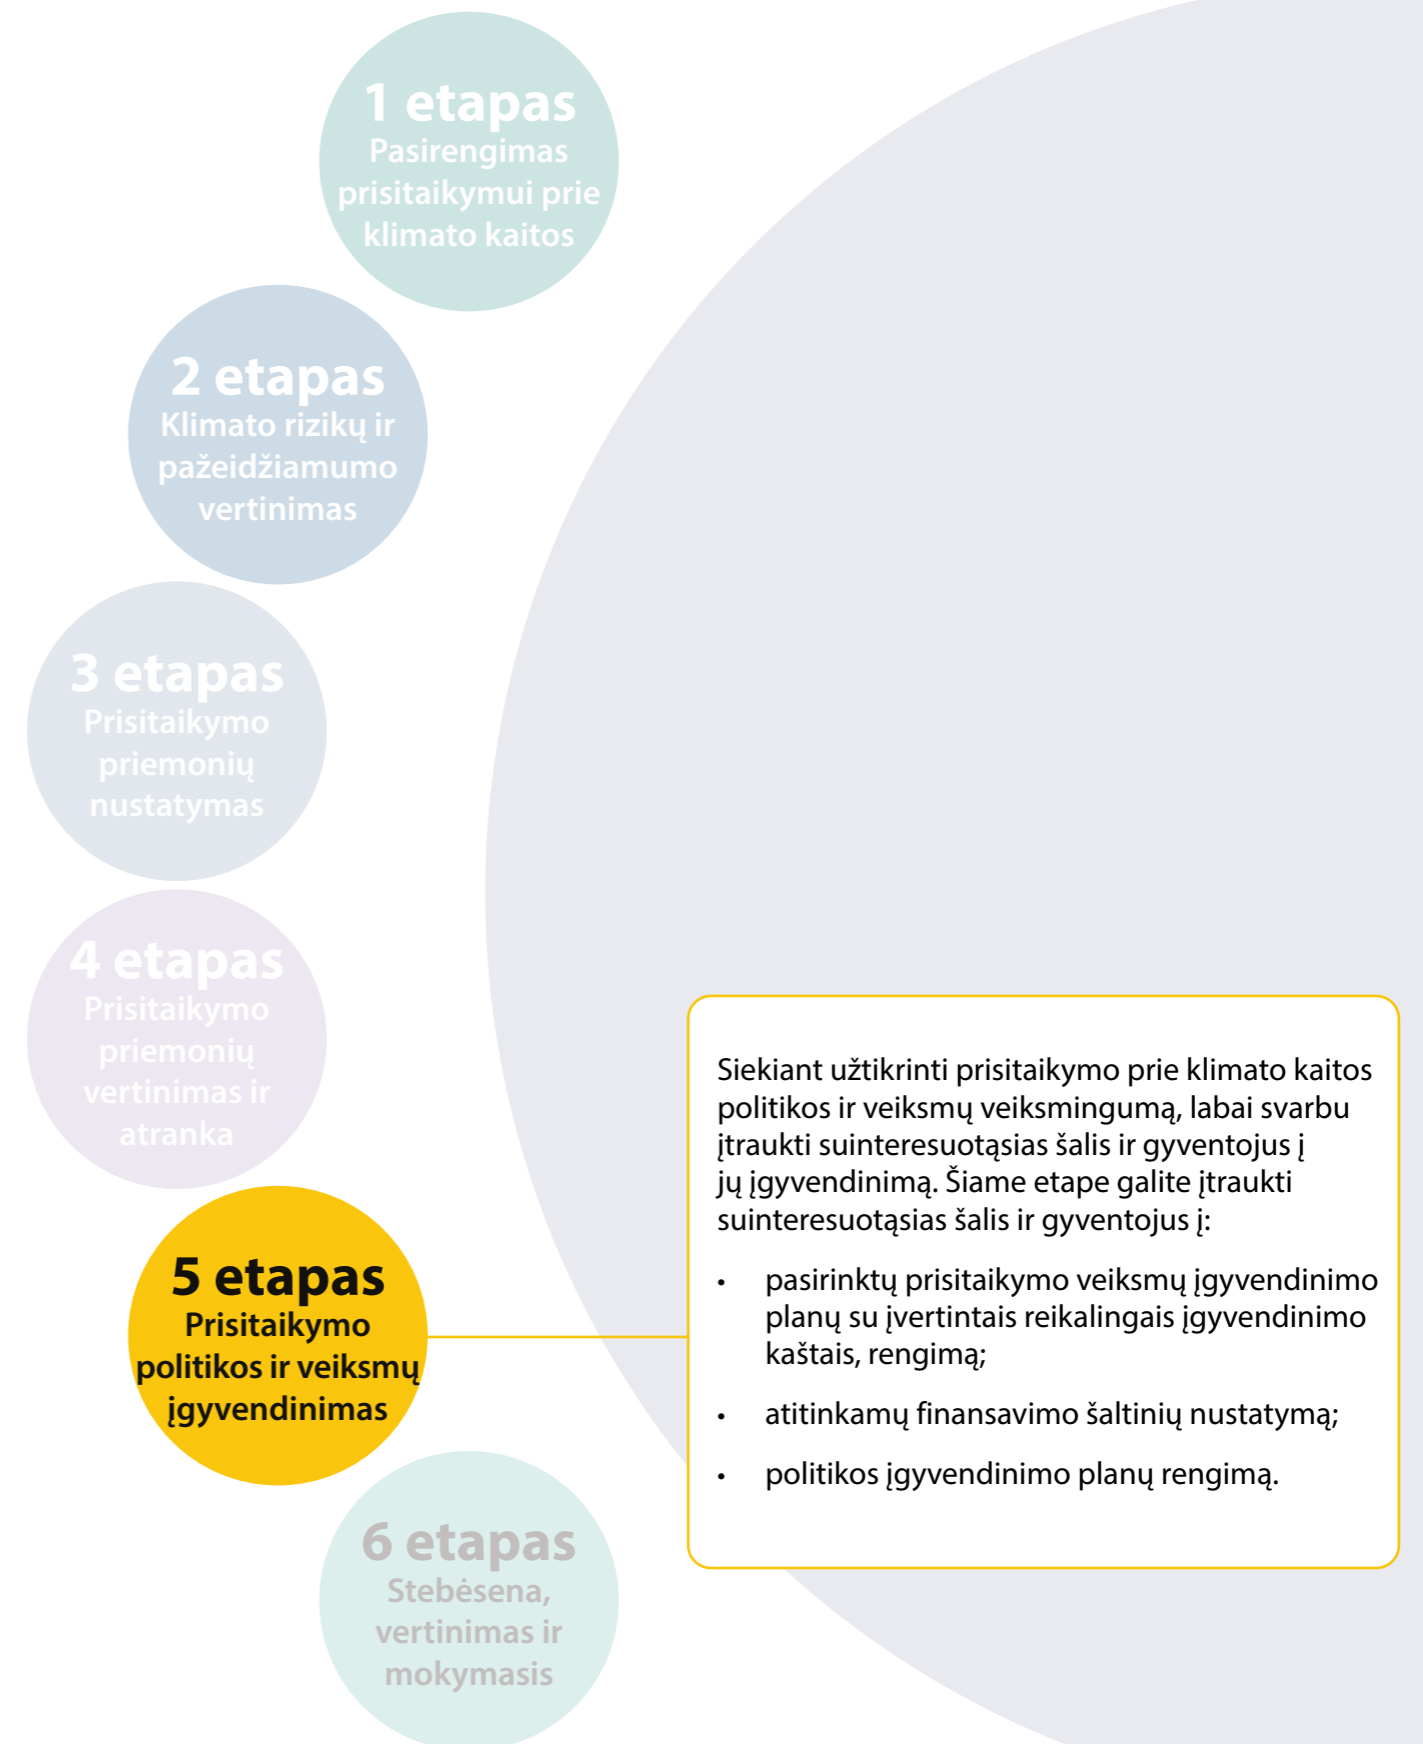 1 etapas
Pasirengimas
prisitaikymui prie
klimato kaitos
2 etapas
Klimato rizikų ir
pažeidžiamumo
vertinimas
3 etapas
Prisitaikymo
priemonių
nustatymas
4 etapas
Prisitaikymo
priemonių
vertinimas ir
atranka
5 etapas
Prisitaikymo
politikos ir veiksmų
įgyvendinimas
Siekiant užtikrinti prisitaikymo prie klimato kaitos
politikos ir veiksmų veiksmingumą, labai svarbu
įtraukti suinteresuotąsias šalis ir gyventojus į
jų įgyvendinimą. Šiame etape galite įtraukti
suinteresuotąsias šalis ir gyventojus į:
• pasirinktų prisitaikymo veiksmų įgyvendinimo
planų su įvertintais reikalingais įgyvendinimo
kaštais, rengimą;
• atitinkamų finansavimo šaltinių nustatymą;
• politikos įgyvendinimo planų rengimą.
6 etapas
Stebėsena,
vertinimas ir
mokymasis